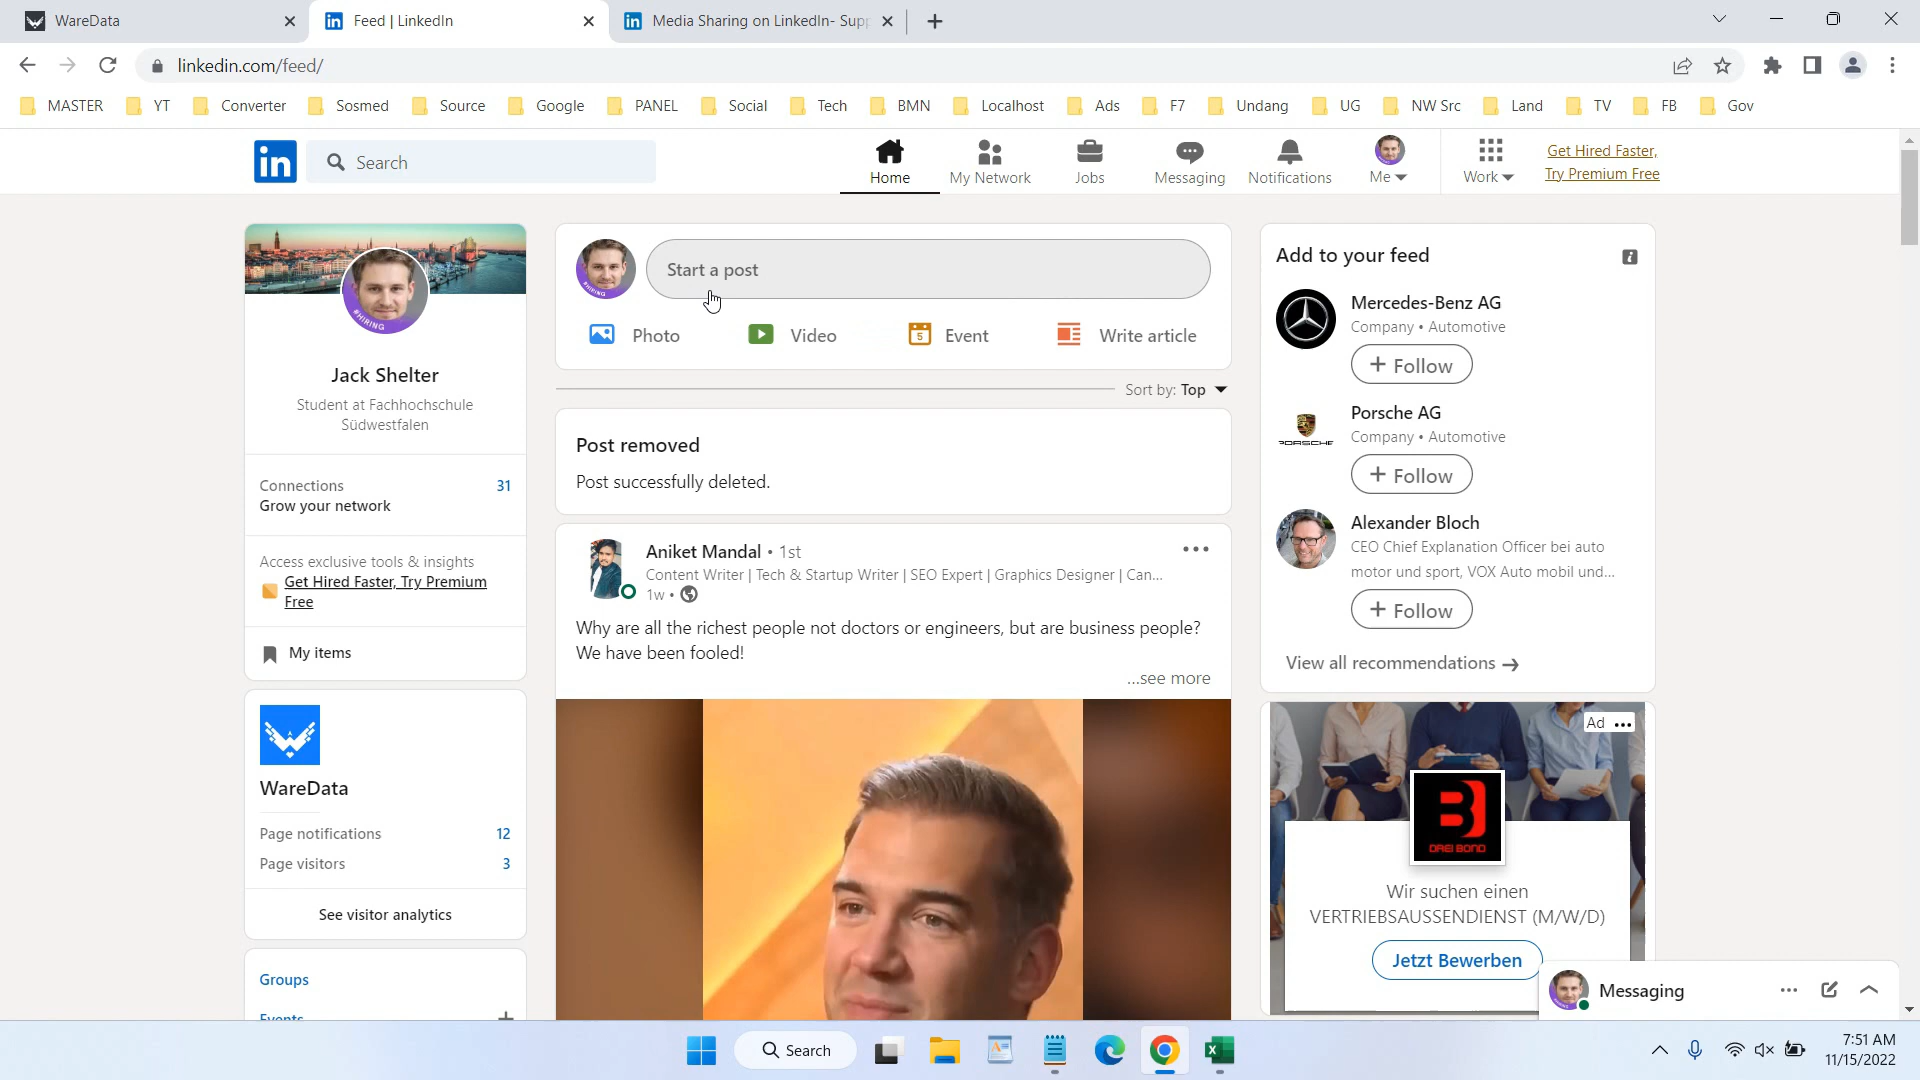 WareData
Feed | LinkedIn
Media Sharing on LinkedIn- Supp
linkedin.com/feed/
MASTER YT Converter Sosmed Source Google PANEL Social Tech BMN Localhost Ads F7 Undang UG NW Src Land TV FB Gov
in
Search
Home
My Network
Jobs
Messaging
Notifications
Me
Work
Get Hired Faster,
Try Premium Free
#HIRING
Jack Shelter
Student at Fachhochschule
Südwestfalen
Connections 31
Grow your network
Access exclusive tools & insights
Get Hired Faster, Try Premium
Free
My items
WareData
Page notifications 12
Page visitors 3
See visitor analytics
Groups
Events
Start a post
Photo Video Event Write article
Sort by: Top
Post removed
Post successfully deleted.
Aniket Mandal • 1st
Content Writer | Tech & Startup Writer | SEO Expert | Graphics Designer | Can...
1w •
Why are all the richest people not doctors or engineers, but are business people?
We have been fooled!
...see more
Add to your feed
Mercedes-Benz AG
Company • Automotive
+ Follow
PORSCHE
Porsche AG
Company • Automotive
+ Follow
Alexander Bloch
CEO Chief Explanation Officer bei auto
motor und sport, VOX Auto mobil und...
+ Follow
View all recommendations →
Ad
DREI BOND
Wir suchen einen
VERTRIEBSAUSSENDIENST (M/W/D)
Jetzt Bewerben
Messaging
Search
7:51 AM
11/15/2022